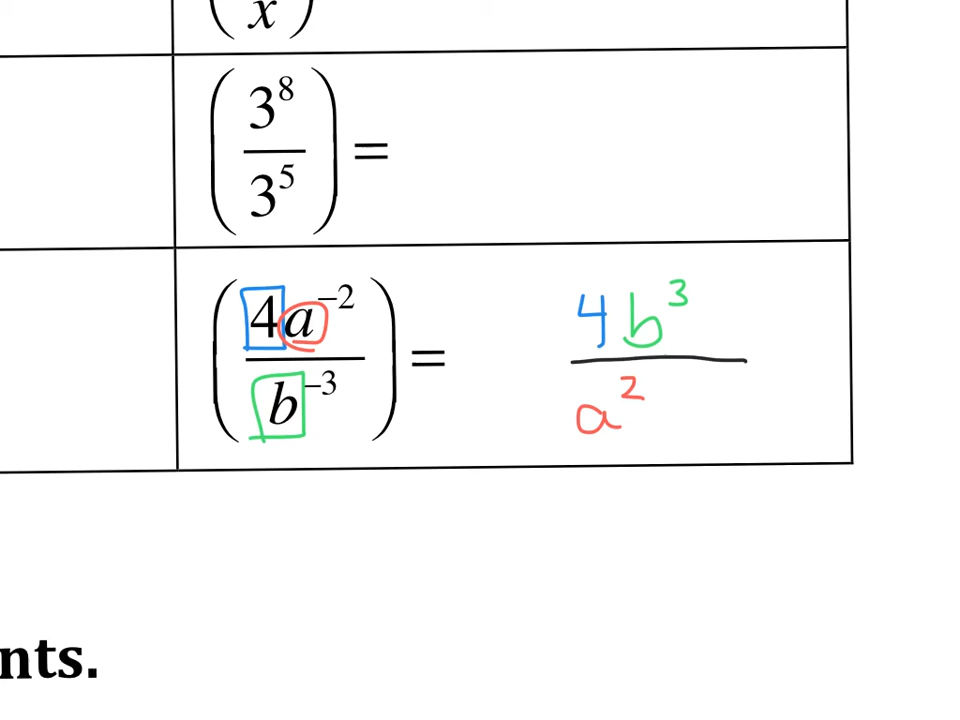 (x)
(3^8/3^5) =
(4a^-2/b^-3) = 4b^3/a^2
nts.